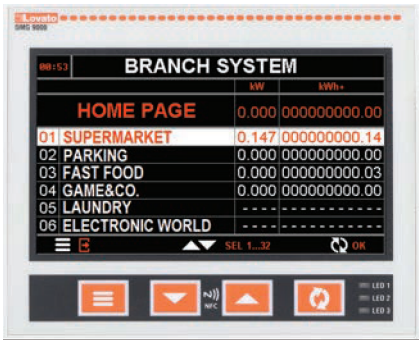 Lovato
DMG 9000
00:53 BRANCH SYSTEM
kW kWh+
HOME PAGE 0.000 000000000.00
01 SUPERMARKET 0.147 000000000.14
02 PARKING 0.000 000000000.00
03 FAST FOOD 0.000 000000000.03
04 GAME&CO. 0.000 000000000.00
05 LAUNDRY ---- ---------
06 ELECTRONIC WORLD ---- ---------
SEL 1...32 OK
NFC
LED 1
LED 2
LED 3